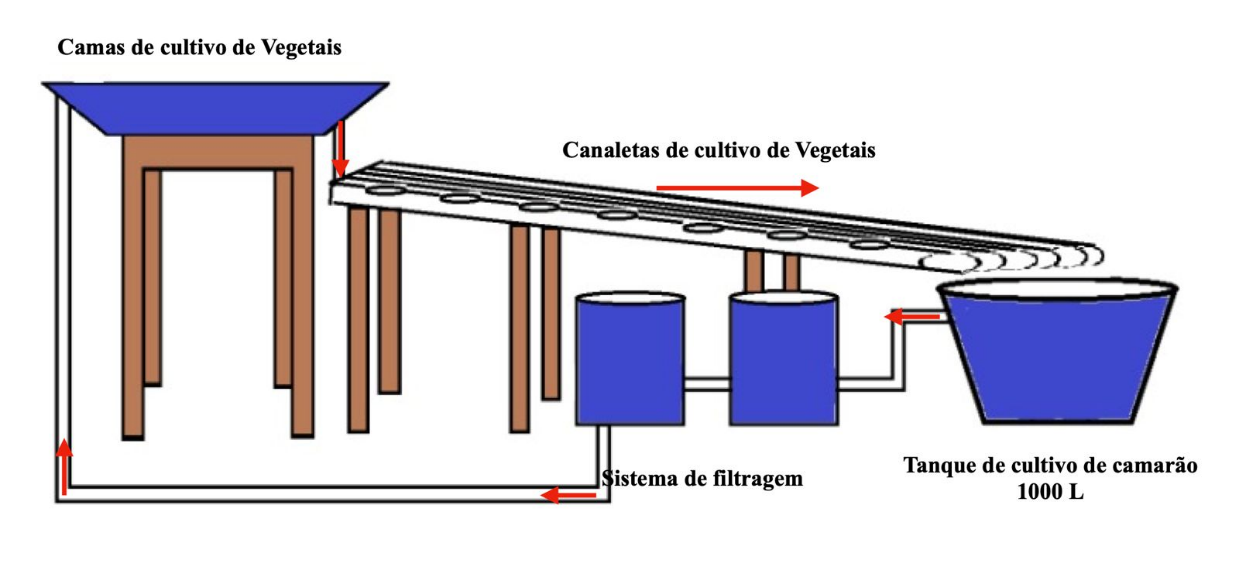 Camas de cultivo de Vegetais
Canaletas de cultivo de Vegetais
Sistema de filtragem
Tanque de cultivo de camarão
1000 L